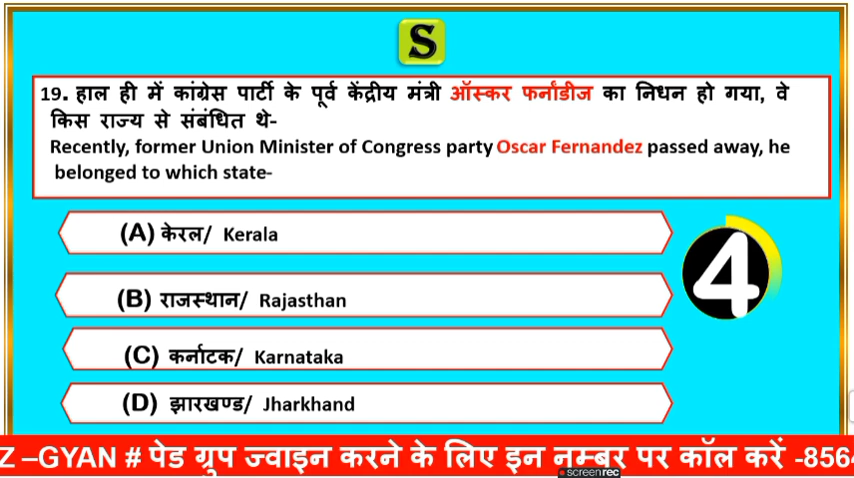 S
19. हाल ही में कांग्रेस पार्टी के पूर्व केंद्रीय मंत्री ऑस्कर फर्नांडीज का निधन हो गया, वे
किस राज्य से संबंधित थे-
Recently, former Union Minister of Congress party Oscar Fernandez passed away, he
belonged to which state-
(A) केरल/ Kerala
4
(B) राजस्थान/ Rajasthan
(C) कर्नाटक/ Karnataka
(D) झारखण्ड/ Jharkhand
Z –GYAN # पेड ग्रुप ज्वाइन करने के लिए इन नम्बर पर कॉल करें -856
screenrec